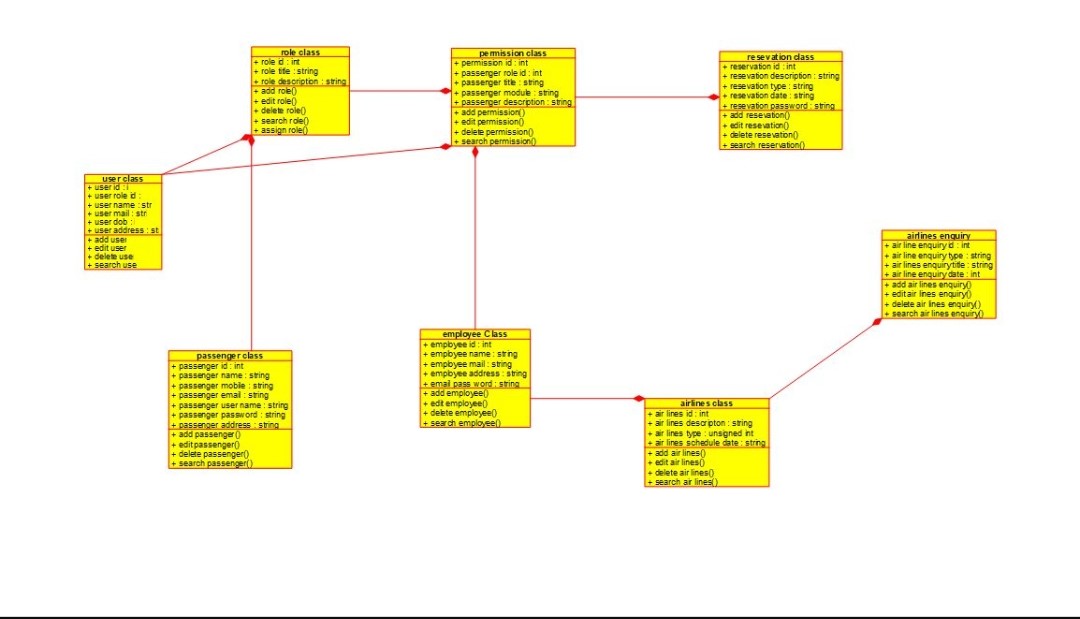 role class
+ role id : int
+ role title : string
+ role description : string
+ add role()
+ edit role()
+ delete role()
+ search role()
+ assign role()
permission class
+ permission id : int
+ passenger role id : int
+ passenger title : string
+ passenger module : string
+ passenger description : string
+ add permission()
+ edit permission()
+ delete permission()
+ search permission()
resevation class
+ reservation id : int
+ resevation description : string
+ resevation type : string
+ resevation date : string
+ resevation password : string
+ add resevation()
+ edit resevation()
+ delete resevation()
+ search reservation()
user class
+ user id : i
+ user role id :
+ user name : str
+ user mail : str
+ user dob :
+ user address : st
+ add user
+ edit user
+ delete use
+ search use
airlines enquiry
+ air line enquiry id : int
+ air line enquiry type : string
+ air lines enquiry title : string
+ air line enquiry date : int
+ add air lines enquiry()
+ edit air lines enquiry()
+ delete air lines enquiry()
+ search air lines enquiry()
passenger class
+ passenger id : int
+ passenger name : string
+ passenger mobile : string
+ passenger email : string
+ passenger user name : string
+ passenger password : string
+ passenger address : string
+ add passenger()
+ edit passenger()
+ delete passenger()
+ search passenger()
employee Class
+ employee id : int
+ employee name : string
+ employee mail : string
+ employee address : string
+ email pass word : string
+ add employee()
+ edit employee()
+ delete employee()
+ search employee()
airlines class
+ air lines id : int
+ air lines descripton : string
+ air lines type : unsigned int
+ air lines schedule date : string
+ add air lines()
+ edit air lines()
+ delete air lines()
+ search air lines()